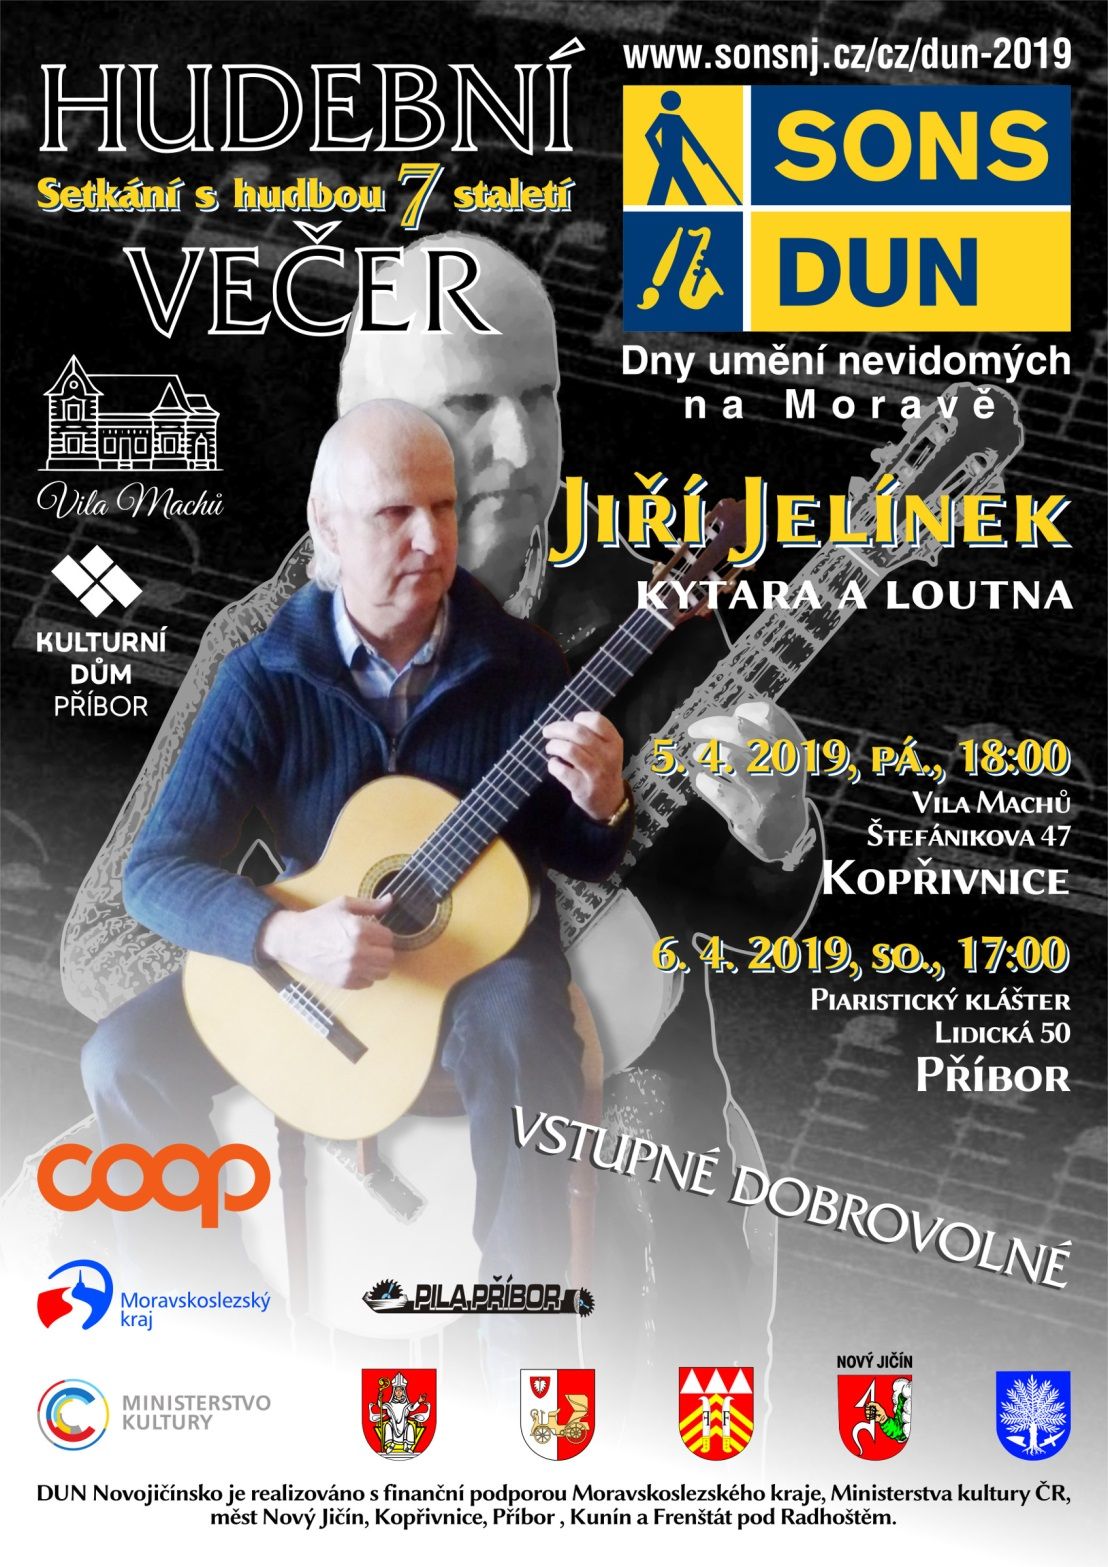 HUDEBNÍ
Setkání s hudbou 7 staletí
VEČER
www.sonsnj.cz/cz/dun-2019
SONS
DUN
Dny umění nevidomých
na Moravě
Vila Machů
KULTURNÍ
DŮM
PŘÍBOR
JIŘÍ JELÍNEK
KYTARA A LOUTNA
5. 4. 2019, PÁ., 18:00
VILA MACHŮ
ŠTEFÁNIKOVA 47
KOPŘIVNICE
6. 4. 2019, SO., 17:00
PIARISTICKÝ KLÁŠTER
LIDICKÁ 50
PŘÍBOR
VSTUPNÉ DOBROVOLNÉ
coop
Moravskoslezský
kraj
PILA PŘÍBOR
MINISTERSTVO
KULTURY
NOVÝ JIČÍN
DUN Novojičínsko je realizováno s finanční podporou Moravskoslezského kraje, Ministerstva kultury ČR,
měst Nový Jičín, Kopřivnice, Příbor , Kunín a Frenštát pod Radhoštěm.